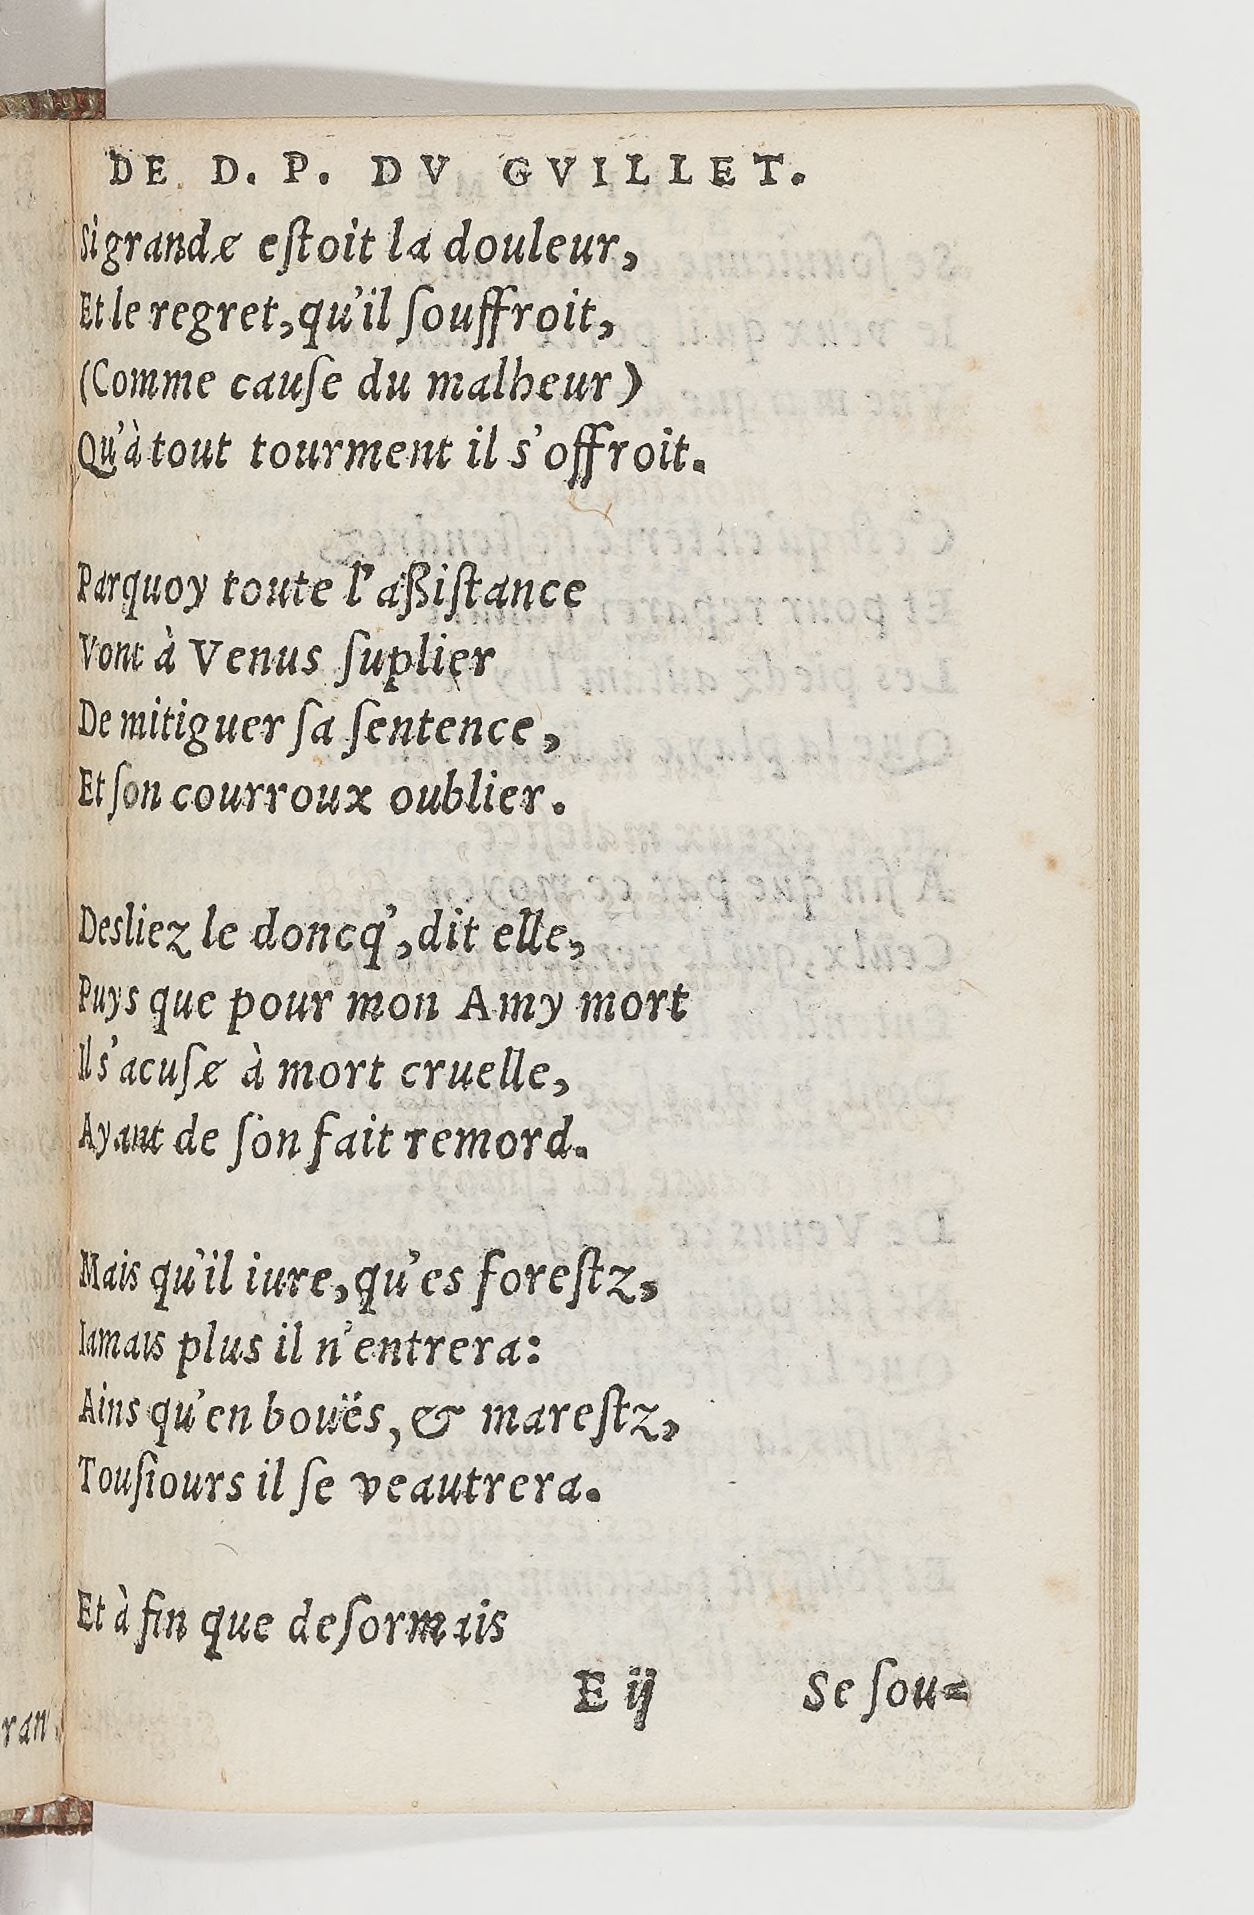 DE D. P. DV GVILLET.
Si grande eſtoit la douleur,
Et le regret, qu'il ſouffroit,
(Comme cauſe du malheur)
Qu'à tout tourment il s'offroit.
Parquoy toute l'aßiſtance
Vont à Venus ſuplier
De mitiguer ſa ſentence,
Et ſon courroux oublier.
Desliez le doncq', dit elle,
Puys que pour mon Amy mort
Il s'acuſe à mort cruelle,
Ayant de ſon fait remord.
Mais qu'il iure, qu'es foreſtz,
Iamais plus il n'entrera:
Ains qu'en bouës, & mareſtz,
Touſiours il ſe veautrera.
Et à fin que deſormais
E ij Se ſou=